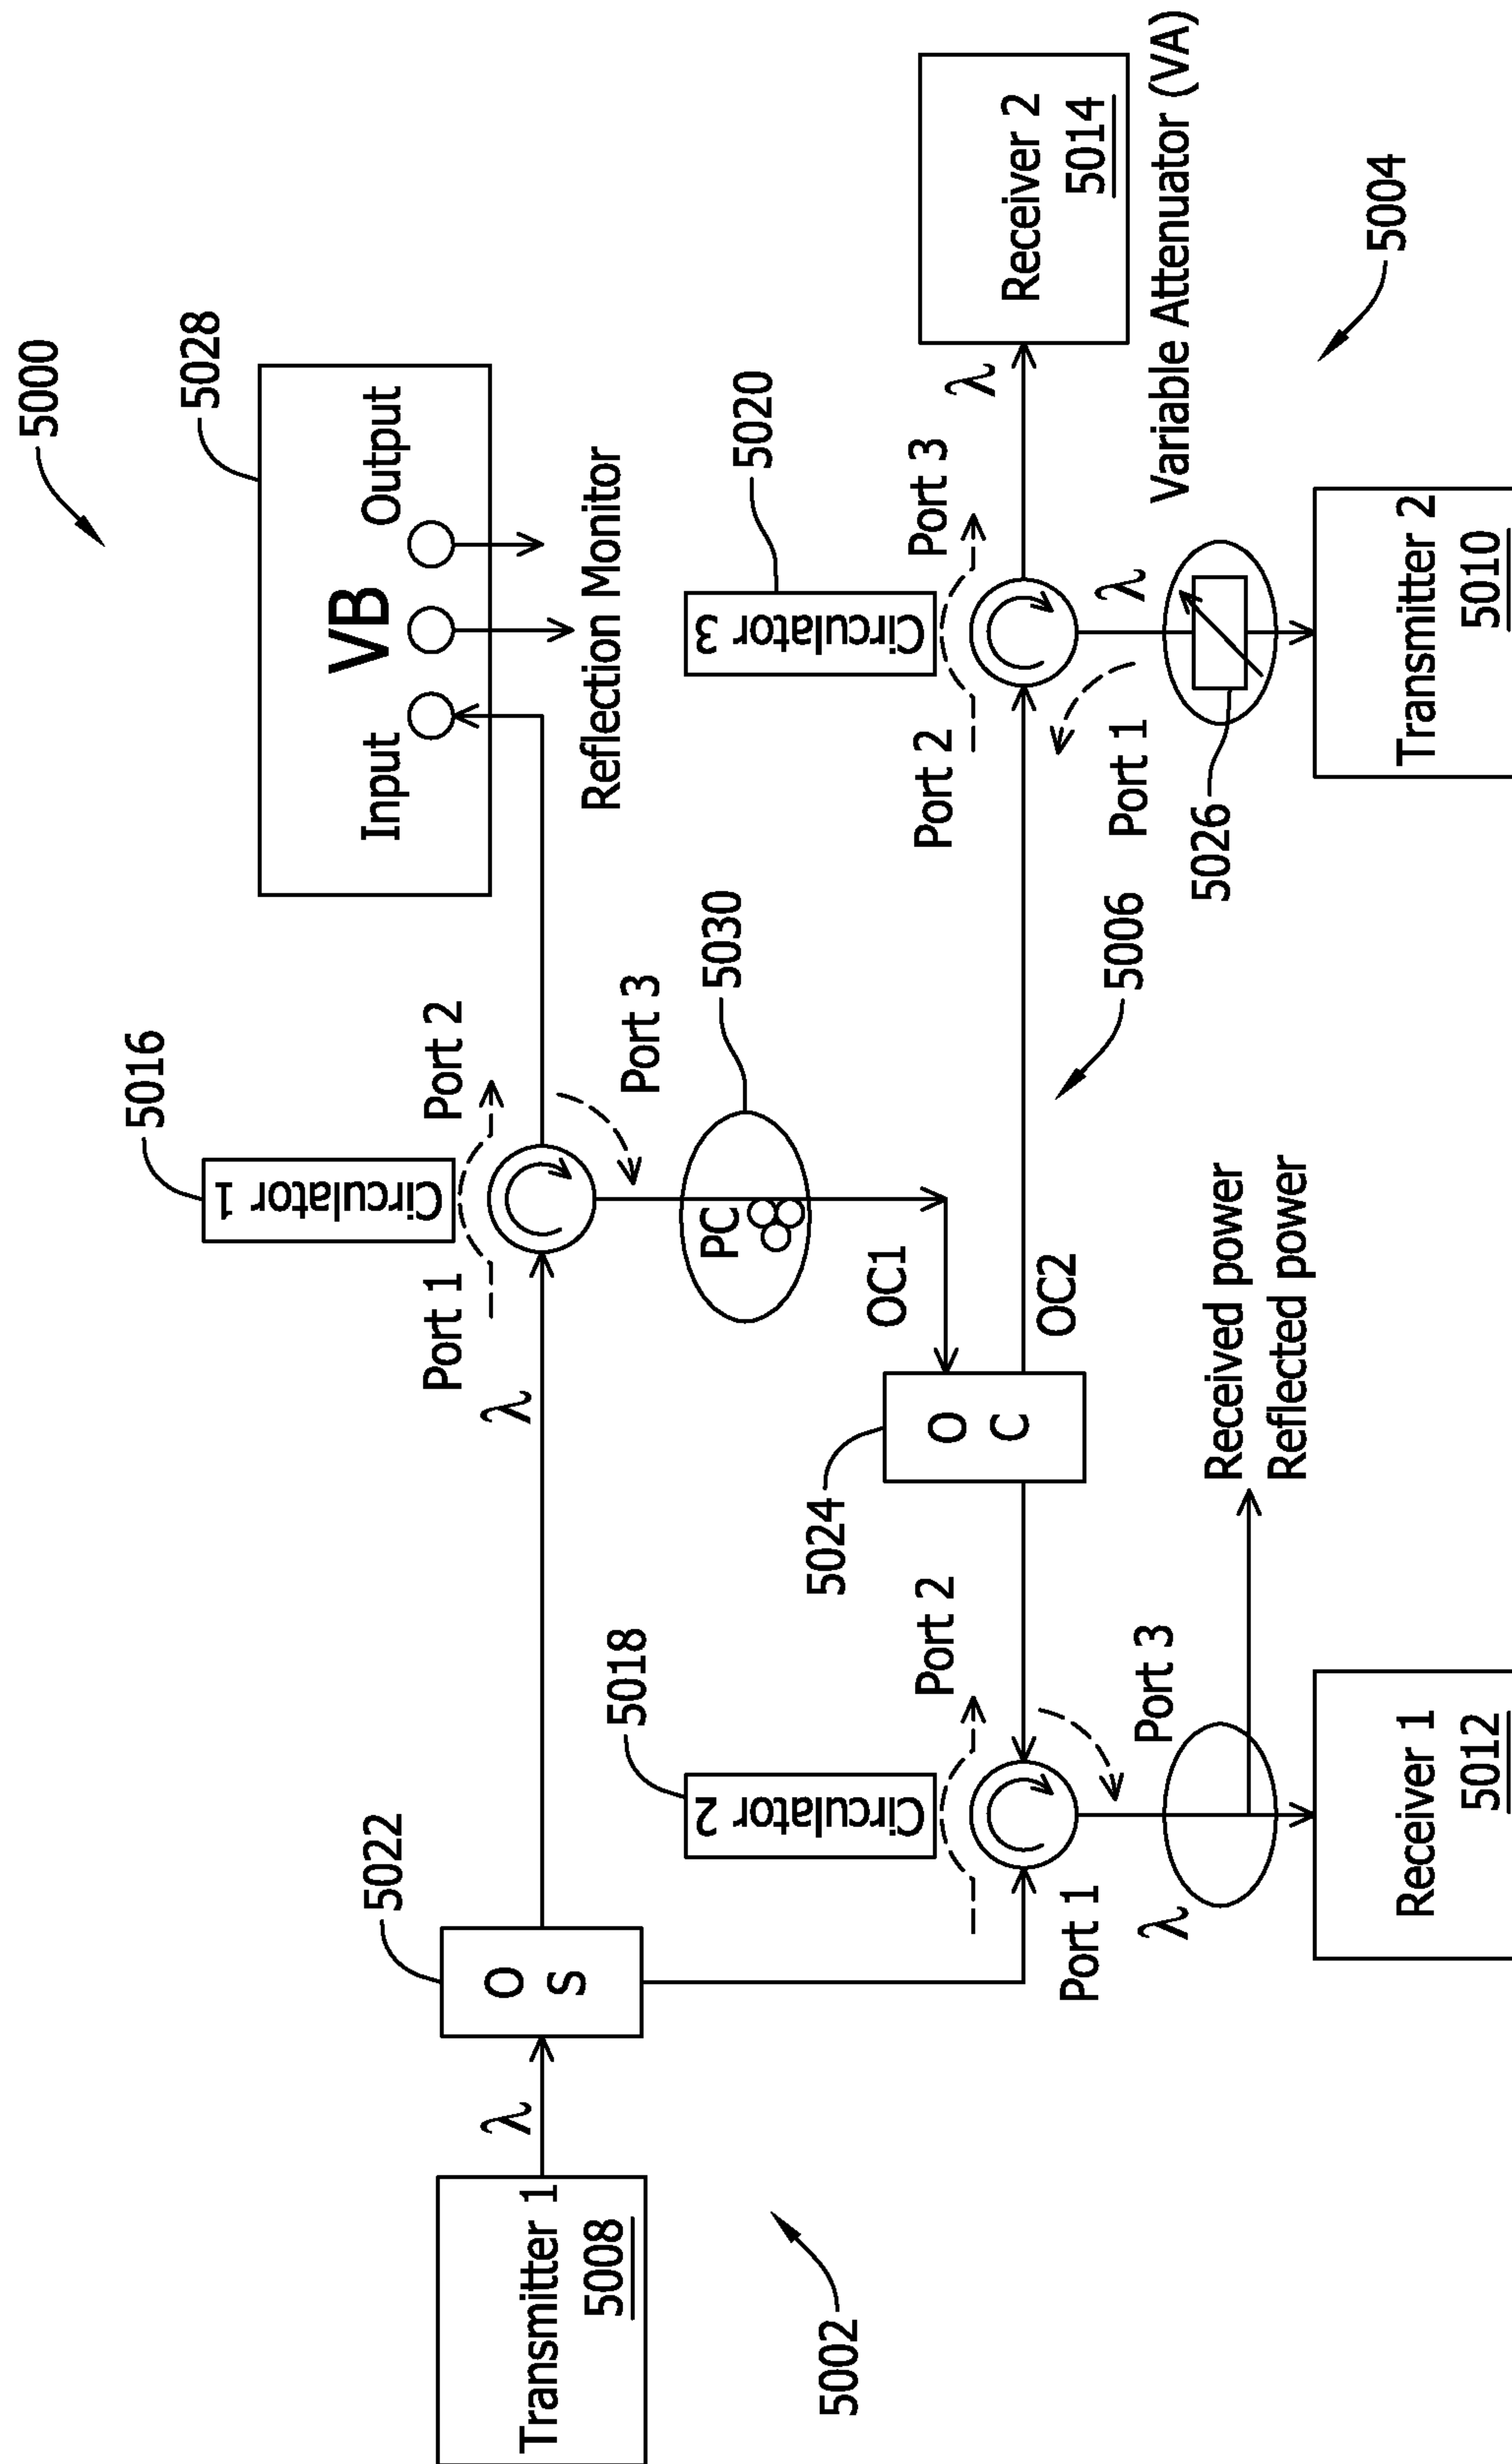 5000
5028
VB
Input
Output
Reflection Monitor
5016
Circulator 1
Port 1
Port 2
Port 3
λ
5030
PC
OC1
5022
O
S
λ
Transmitter 1
5008
5002
5018
Circulator 2
Port 1
Port 2
Port 3
λ
Receiver 1
5012
Received power
Reflected power
5024
O
C
OC2
5006
5020
Circulator 3
Port 2
Port 3
Port 1
λ
λ
Receiver 2
5014
Variable Attenuator (VA)
5026
Transmitter 2
5010
5004